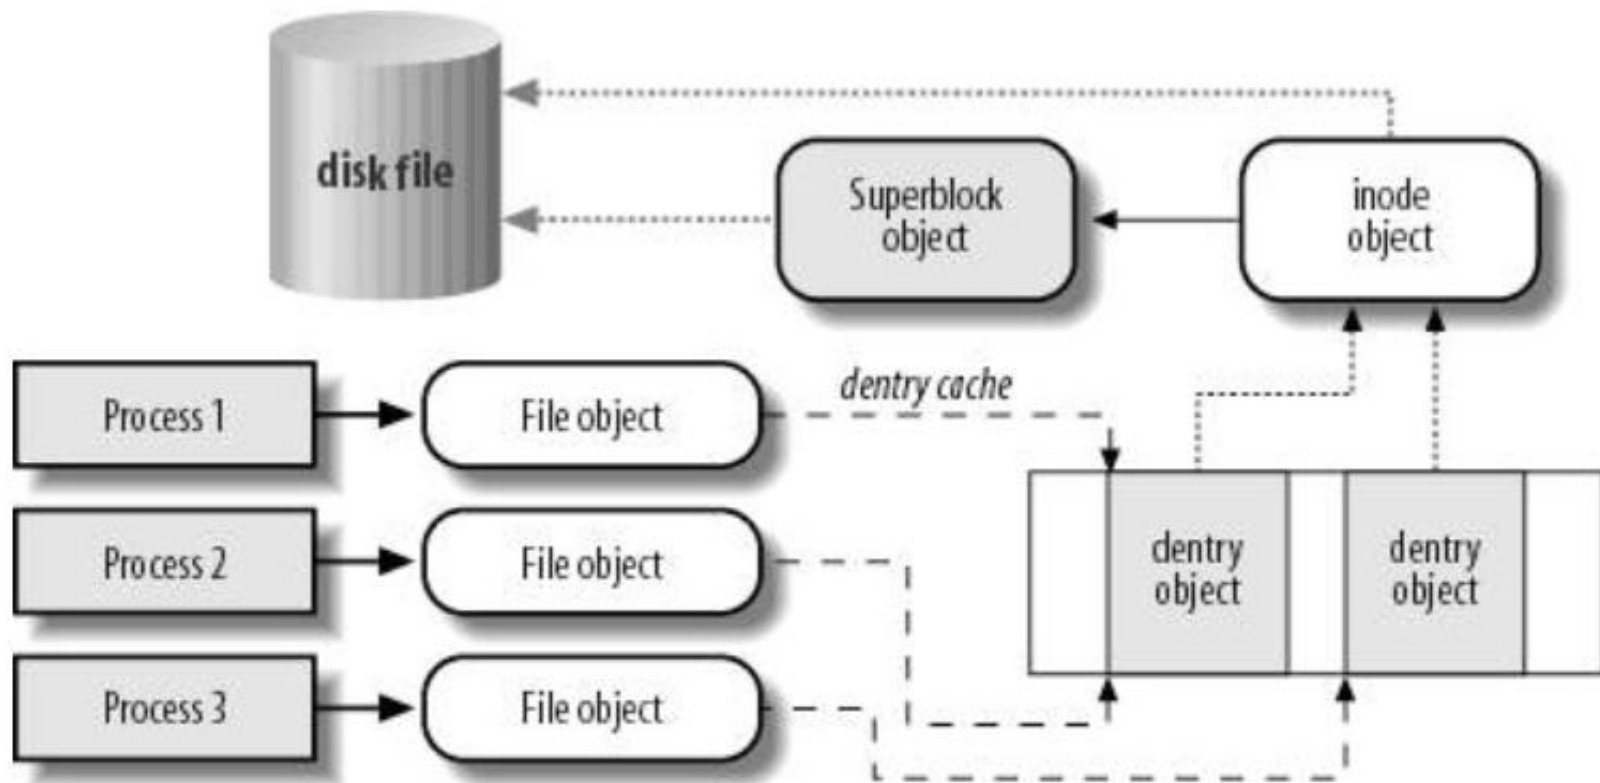 disk file
Superblock
object
inode
object
Process 1
File object
dentry cache
Process 2
File object
dentry
object
dentry
object
Process 3
File object